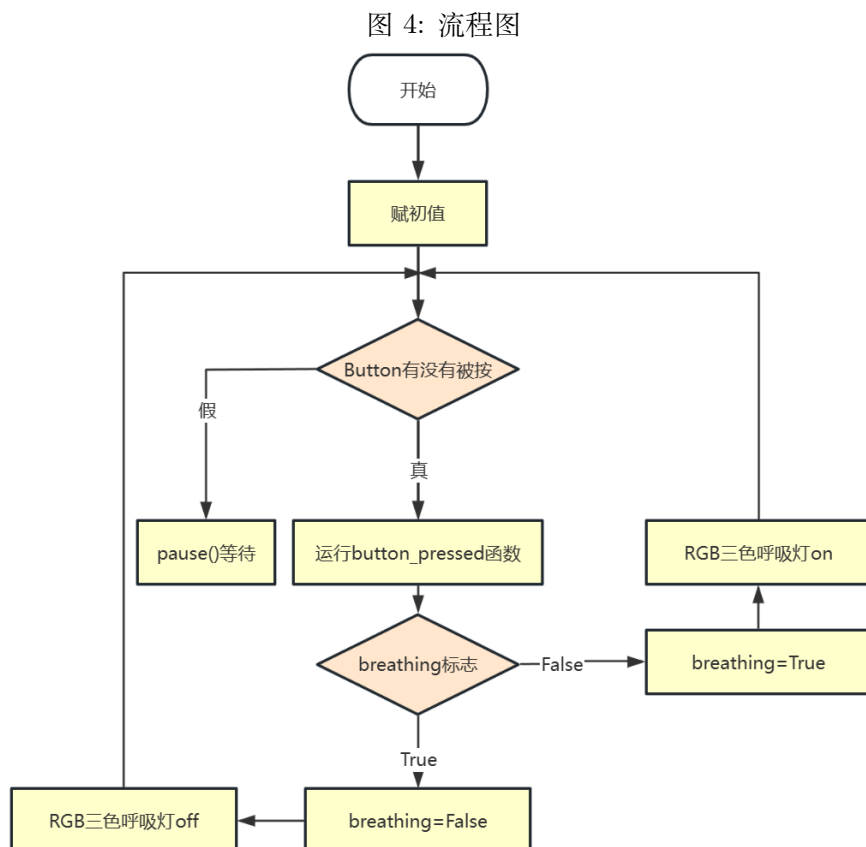 图 4: 流程图
开始
赋初值
Button有没有被按
假
真
pause()等待
运行button_pressed函数
RGB三色呼吸灯on
breathing标志
False
breathing=True
True
RGB三色呼吸灯off
breathing=False